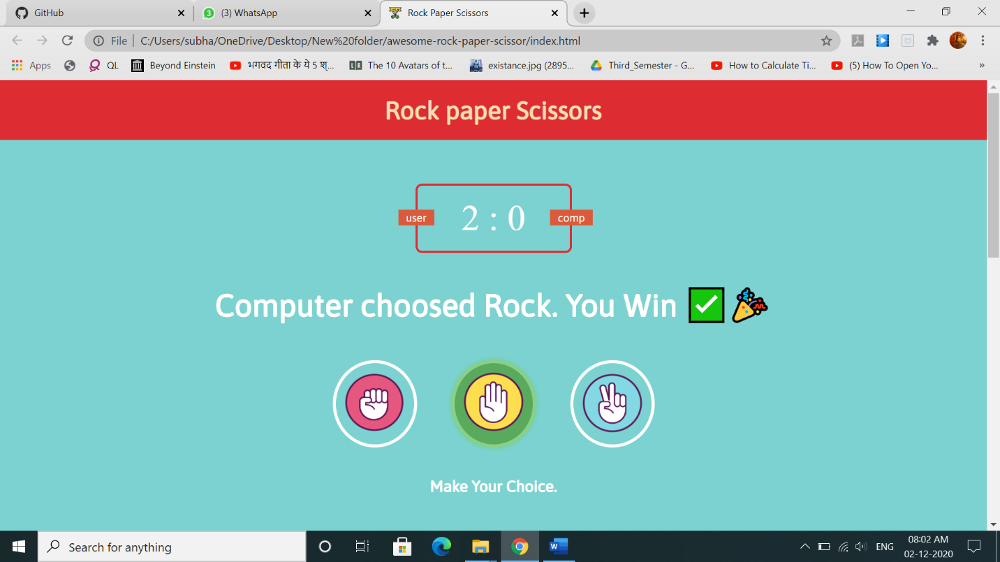 GitHub
(3) WhatsApp
Rock Paper Scissors
File
C:/Users/subha/OneDrive/Desktop/New%20folder/awesome-rock-paper-scissor/index.html
Apps
QL
Beyond Einstein
भगवद गीता के ये 5 श्...
LR
The 10 Avatars of t...
existance.jpg (2895...
Third_Semester - G...
How to Calculate Ti...
(5) How To Open Yo...
»
Rock paper Scissors
user
2 : 0
comp
Computer choosed Rock. You Win
Make Your Choice.
Search for anything
ENG
08:02 AM
02-12-2020